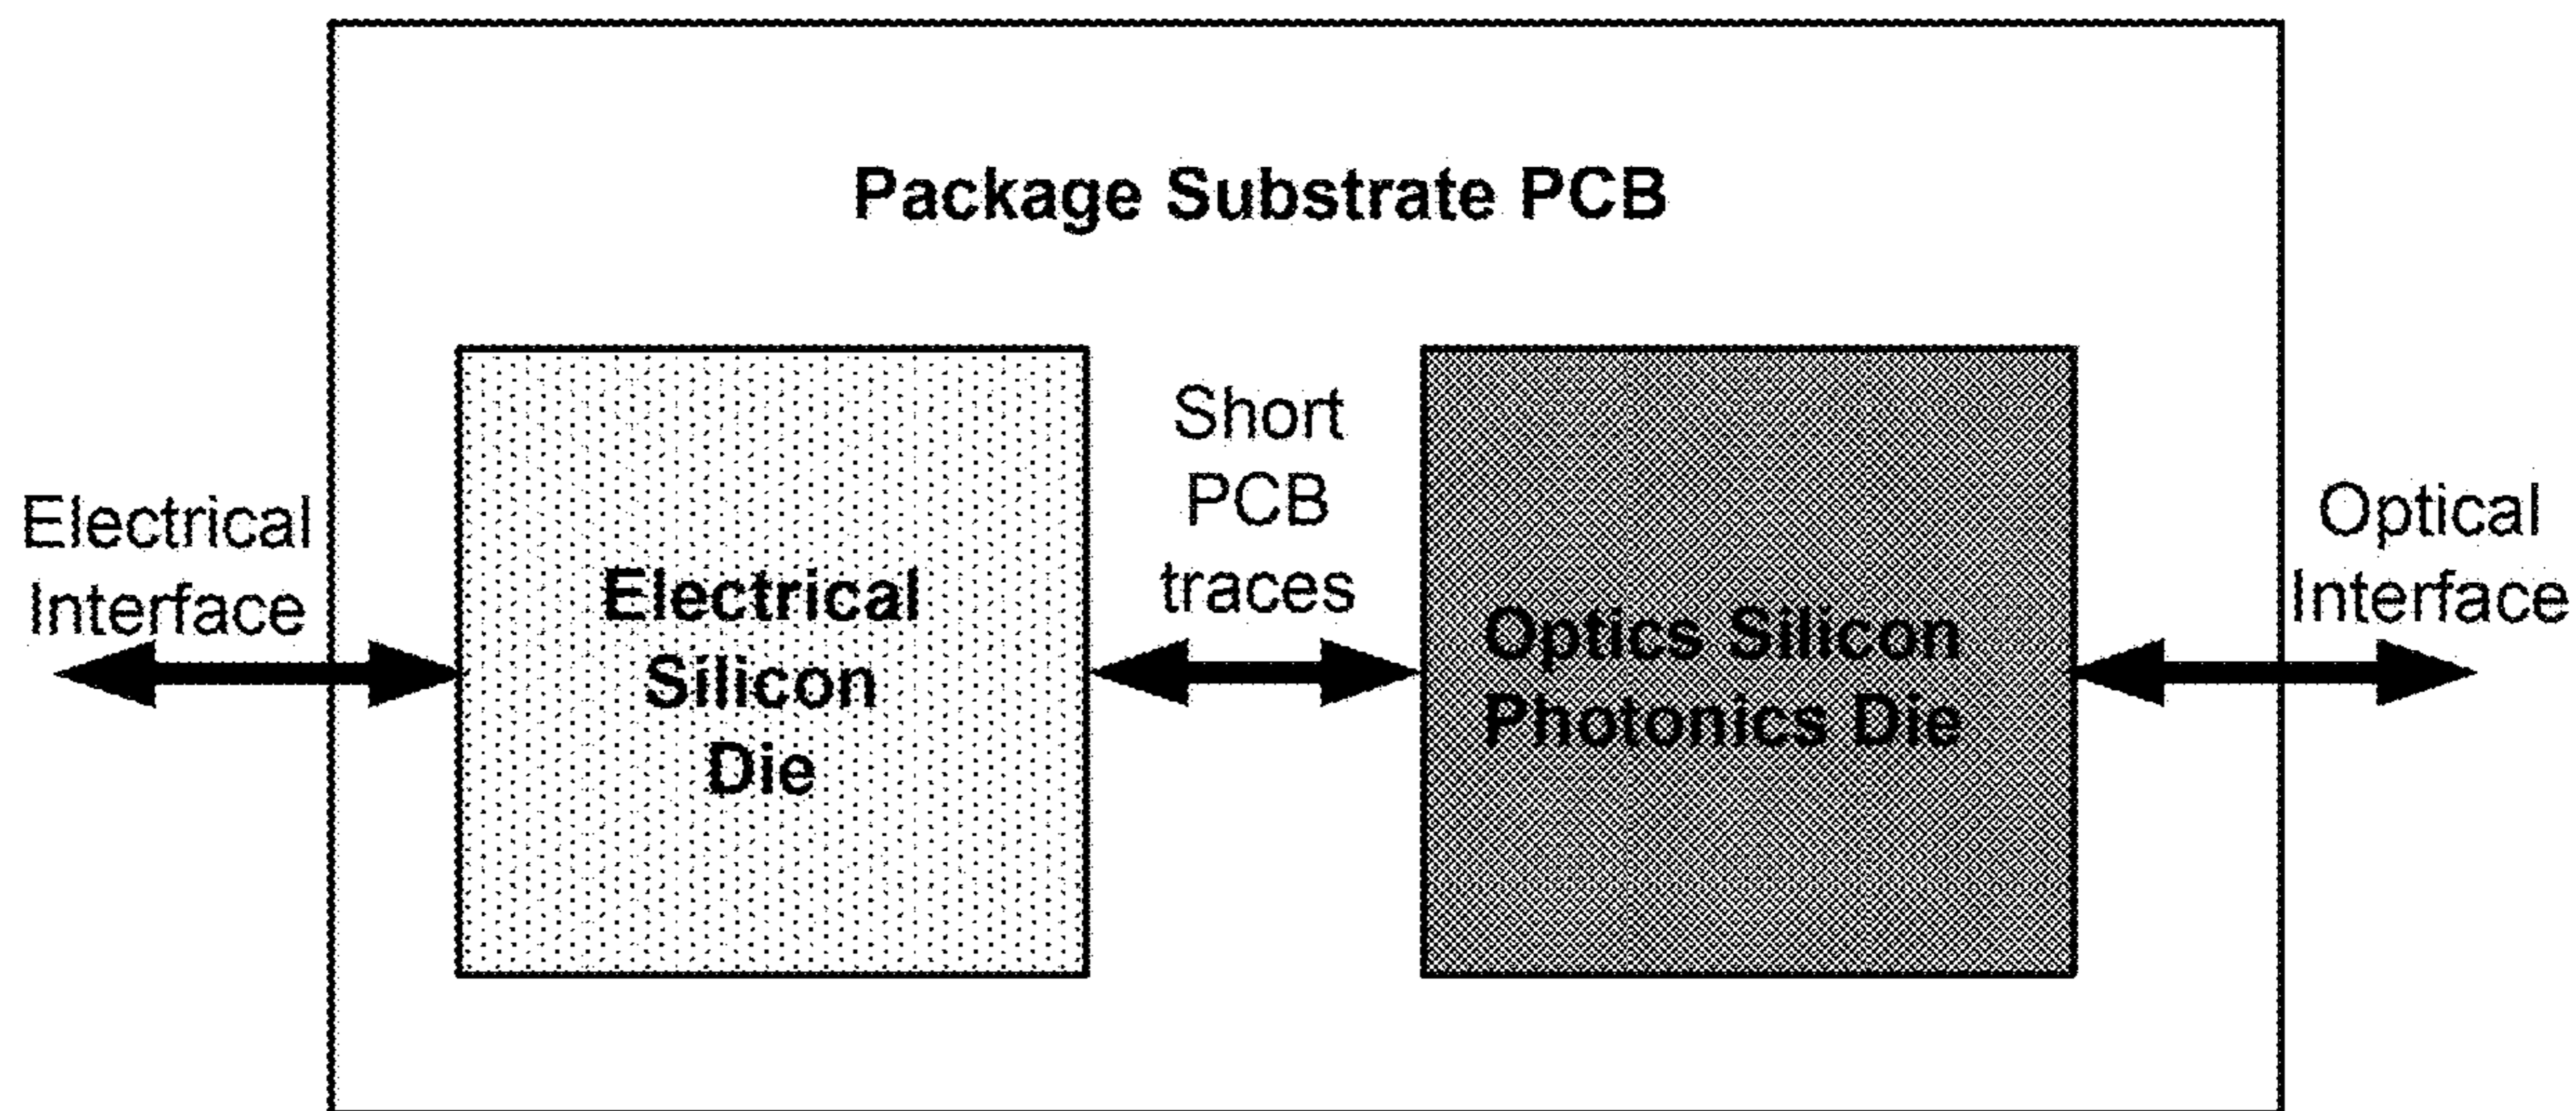 Package Substrate PCB
Electrical
Interface
Electrical
Silicon
Die
Short
PCB
traces
Optics Silicon
Photonics Die
Optical
Interface